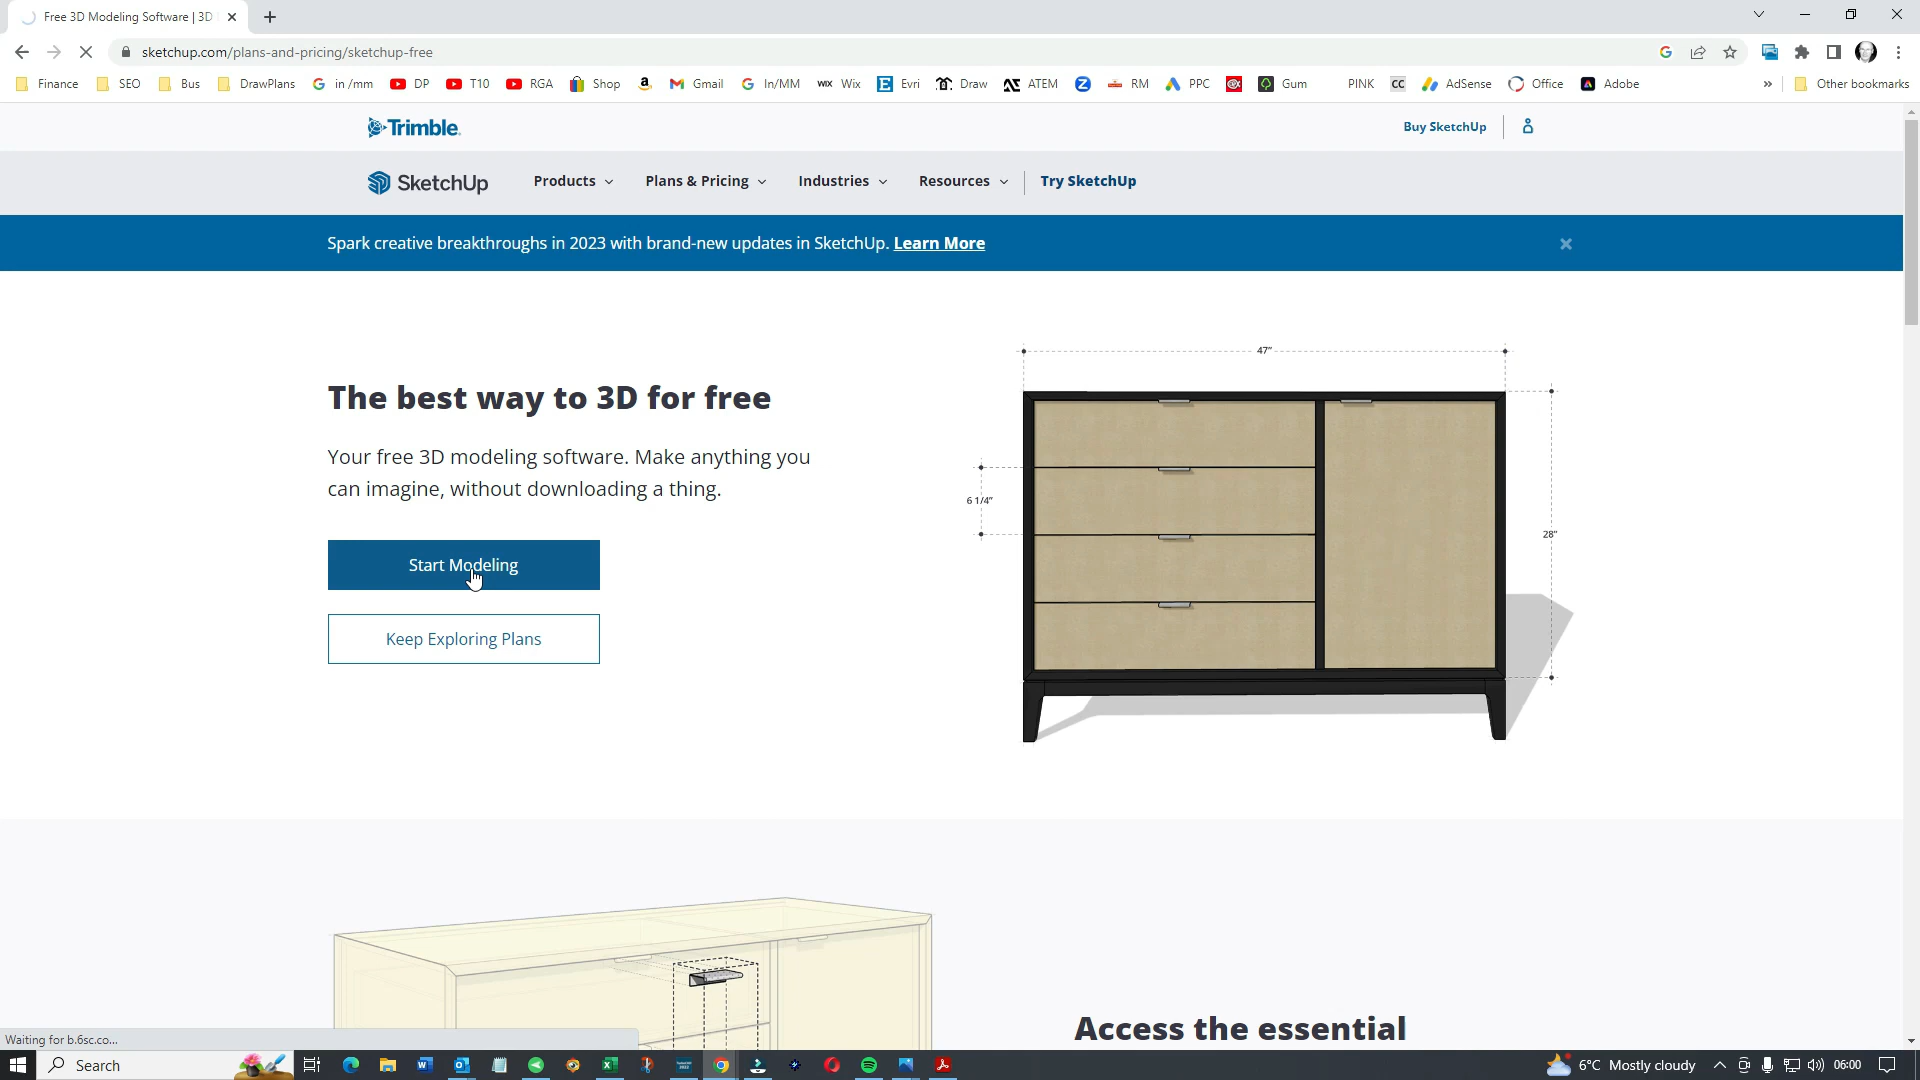 Free 3D Modeling Software | 3D
sketchup.com/plans-and-pricing/sketchup-free
Finance SEO Bus DrawPlans in /mm DP T10 RGA Shop Gmail In/MM WIX Wix Evri Draw ATEM RM PPC Gum PINK CC AdSense Office Adobe » Other bookmarks
Trimble
Buy SketchUp
SketchUp Products Plans & Pricing Industries Resources Try SketchUp
Spark creative breakthroughs in 2023 with brand-new updates in SketchUp. Learn More
47"
The best way to 3D for free
Your free 3D modeling software. Make anything you
can imagine, without downloading a thing.
6 1/4"
28"
Start Modeling
Keep Exploring Plans
Access the essential
Waiting for b.6sc.co...
Search
6°C Mostly cloudy
06:00